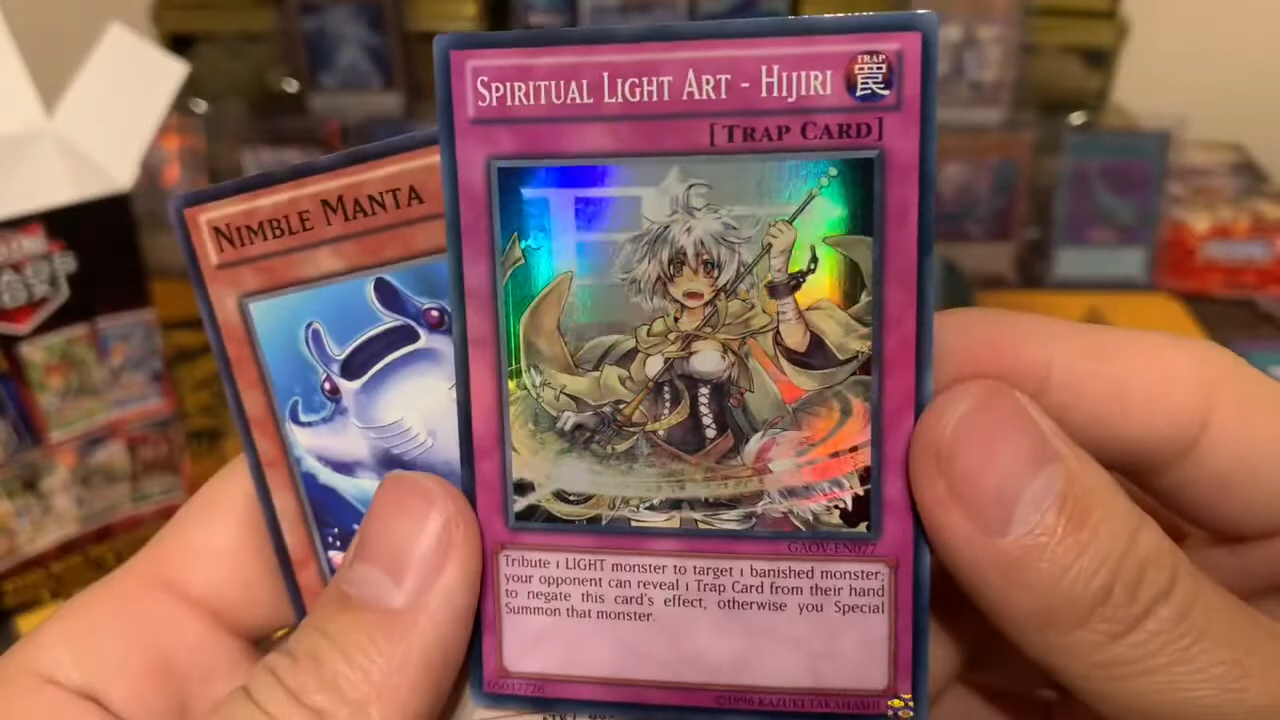 SPIRITUAL LIGHT ART - HIJIRI
TRAP
罠
[TRAP CARD]
NIMBLE MANTA
GAOV-EN077
Tribute 1 LIGHT monster to target 1 banished monster;
your opponent can reveal 1 Trap Card from their hand
to negate this card's effect, otherwise you Special
Summon that monster.
05037726
©1996 KAZUKI TAKAHASHI